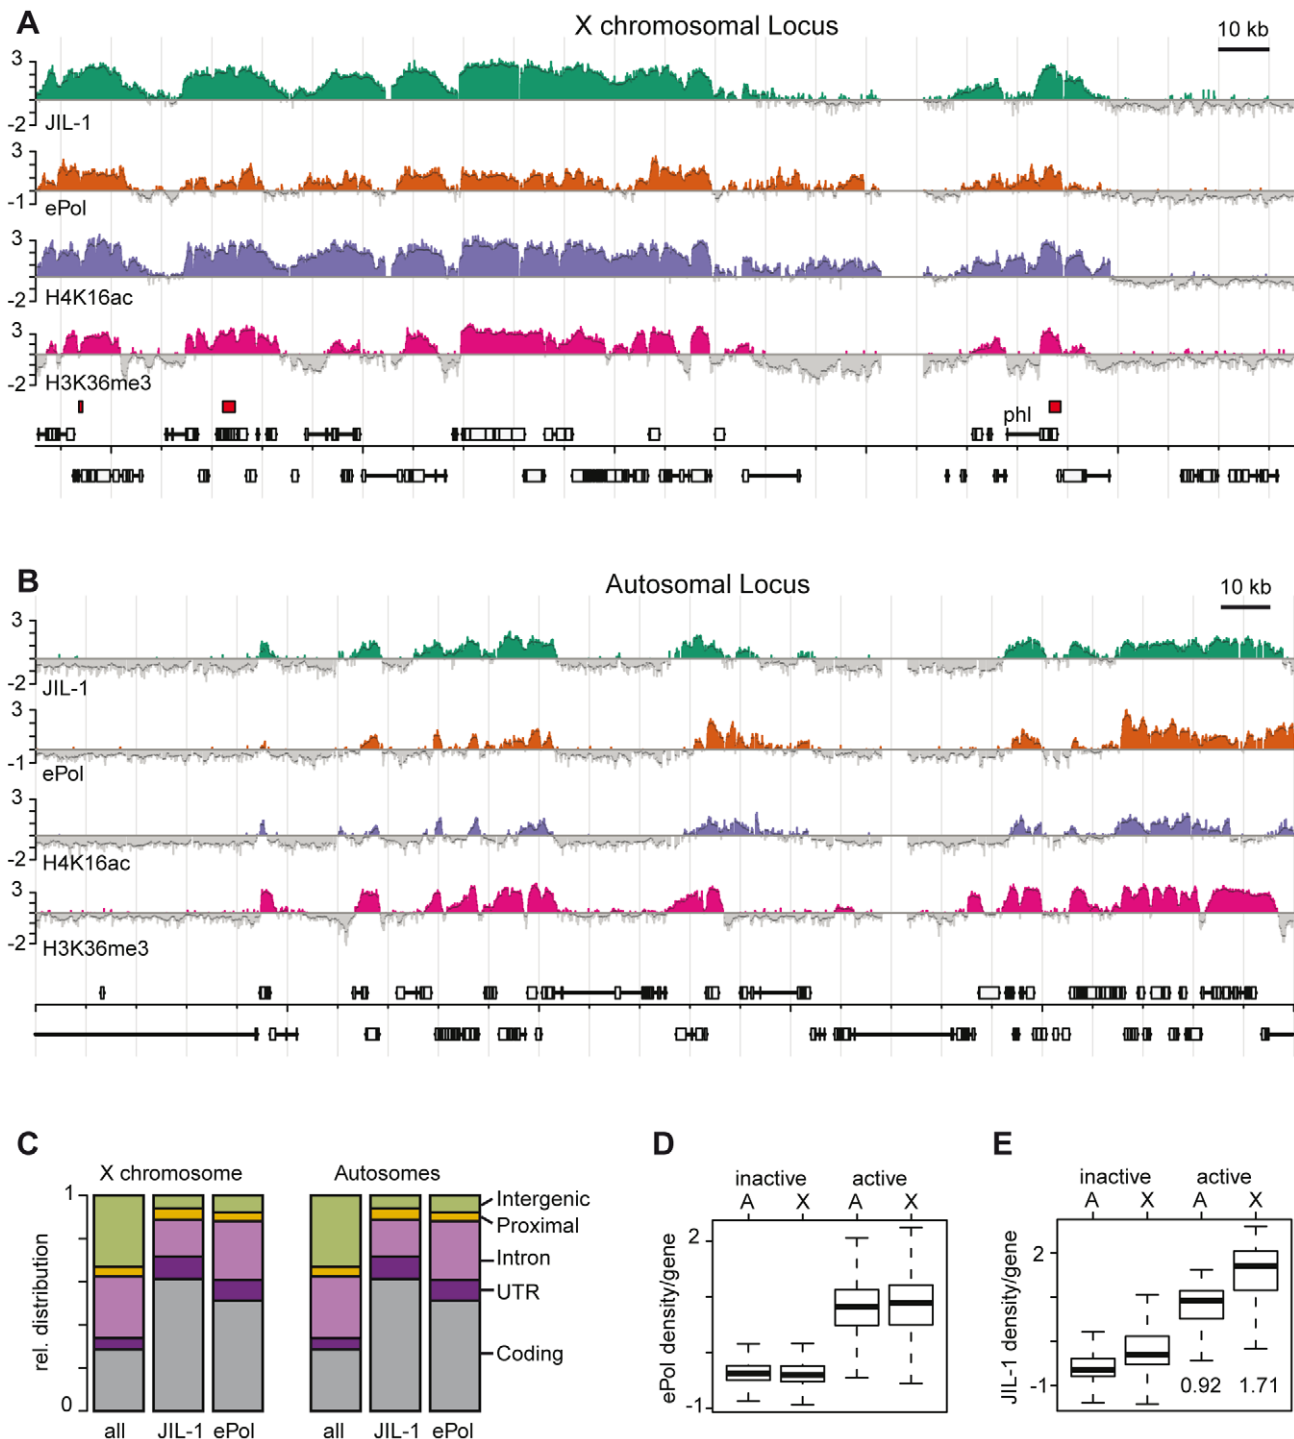 A
X chromosomal Locus
10 kb
3
-2
JIL-1
3
-1
ePol
3
-2
H4K16ac
3
-2
H3K36me3
phl
B
Autosomal Locus
10 kb
3
-2
JIL-1
3
-1
ePol
3
-2
H4K16ac
3
-2
H3K36me3
C
X chromosome
Autosomes
1
rel. distribution
0
all
JIL-1
ePol
all
JIL-1
ePol
Intergenic
Proximal
Intron
UTR
Coding
D
inactive
active
A
X
A
X
2
ePol density/gene
-1
E
inactive
active
A
X
A
X
2
JIL-1 density/gene
-1
0.92
1.71